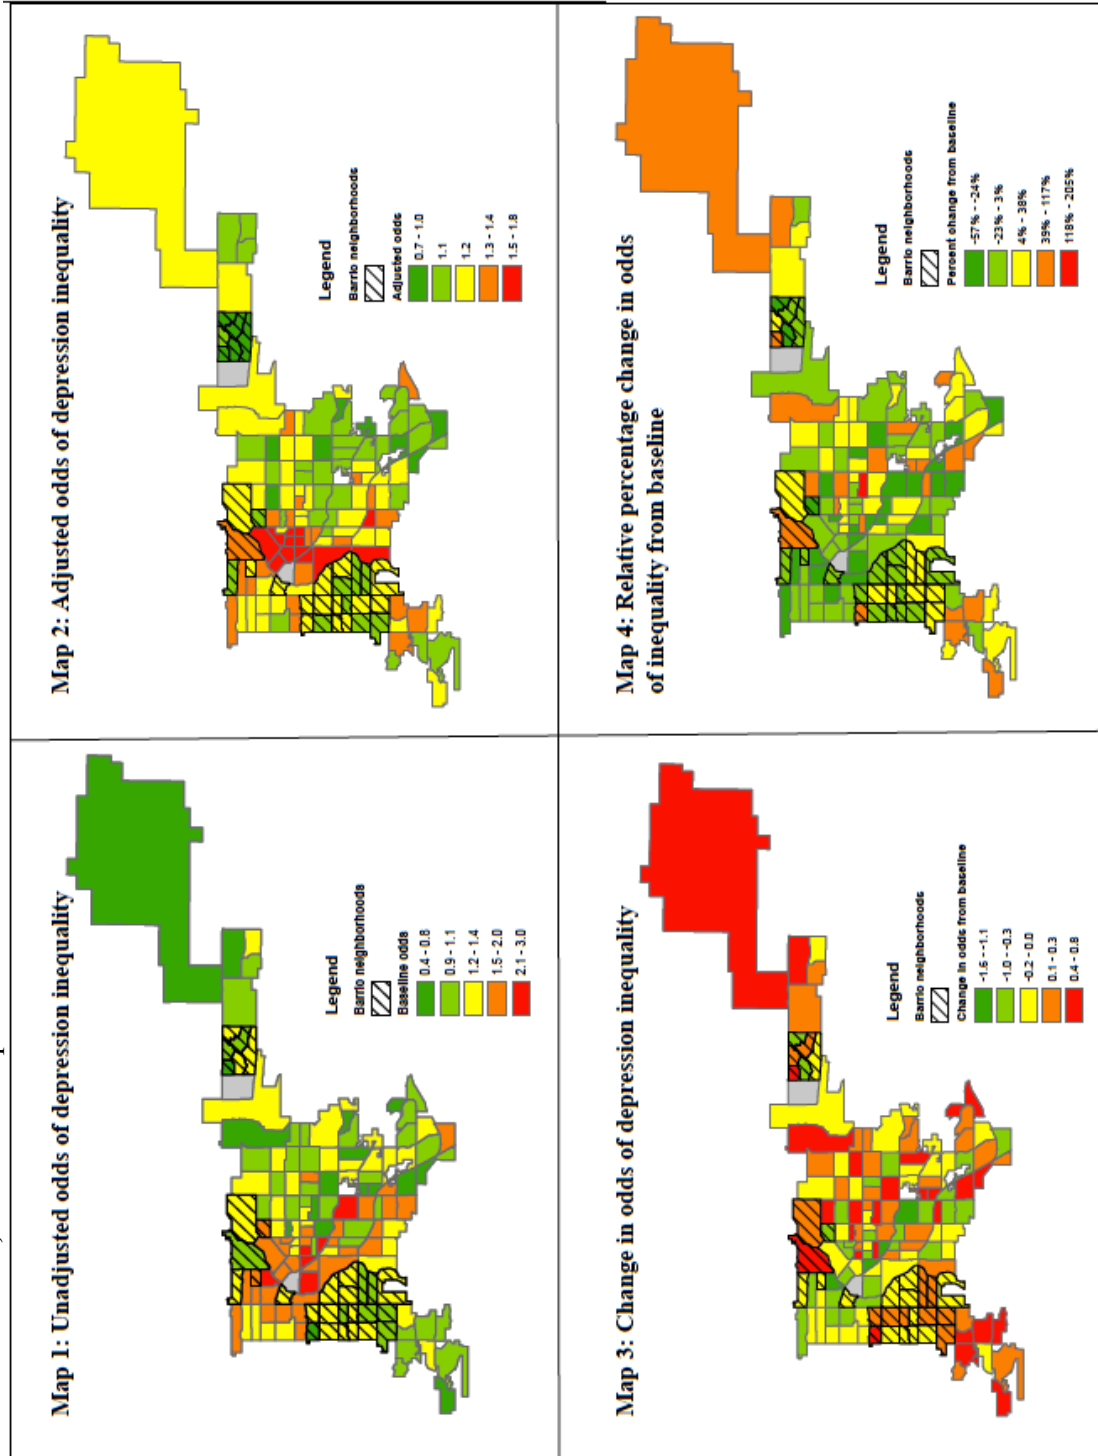 Map 1: Unadjusted odds of depression inequality
Legend
Barrio neighborhoods
Baseline odds
0.4 - 0.8
0.9 - 1.1
1.2 - 1.4
1.5 - 2.0
2.1 - 3.0
Map 2: Adjusted odds of depression inequality
Legend
Barrio neighborhoods
Adjusted odds
0.7 - 1.0
1.1
1.2
1.3 - 1.4
1.5 - 1.8
Map 3: Change in odds of depression inequality
Legend
Barrio neighborhoods
Change in odds from baseline
-1.6 - -1.1
-1.0 - -0.3
-0.2 - 0.0
0.1 - 0.3
0.4 - 0.8
Map 4: Relative percentage change in odds
of inequality from baseline
Legend
Barrio neighborhoods
Percent change from baseline
-57% - -24%
-23% - 3%
4% - 38%
39% - 117%
118% - 205%